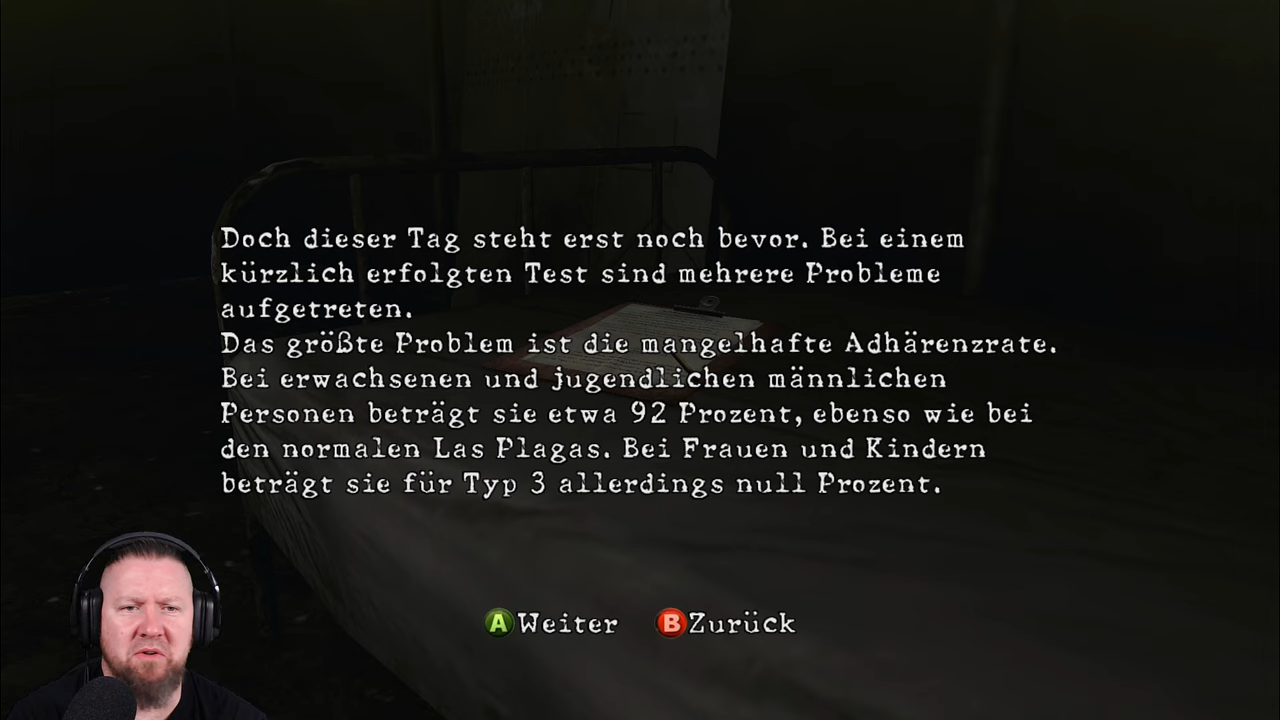 Doch dieser Tag steht erst noch bevor. Bei einem
kürzlich erfolgten Test sind mehrere Probleme
aufgetreten.
Das größte Problem ist die mangelhafte Adhärenzrate.
Bei erwachsenen und jugendlichen männlichen
Personen beträgt sie etwa 92 Prozent, ebenso wie bei
den normalen Las Plagas. Bei Frauen und Kindern
beträgt sie für Typ 3 allerdings null Prozent.
A Weiter B Zurück